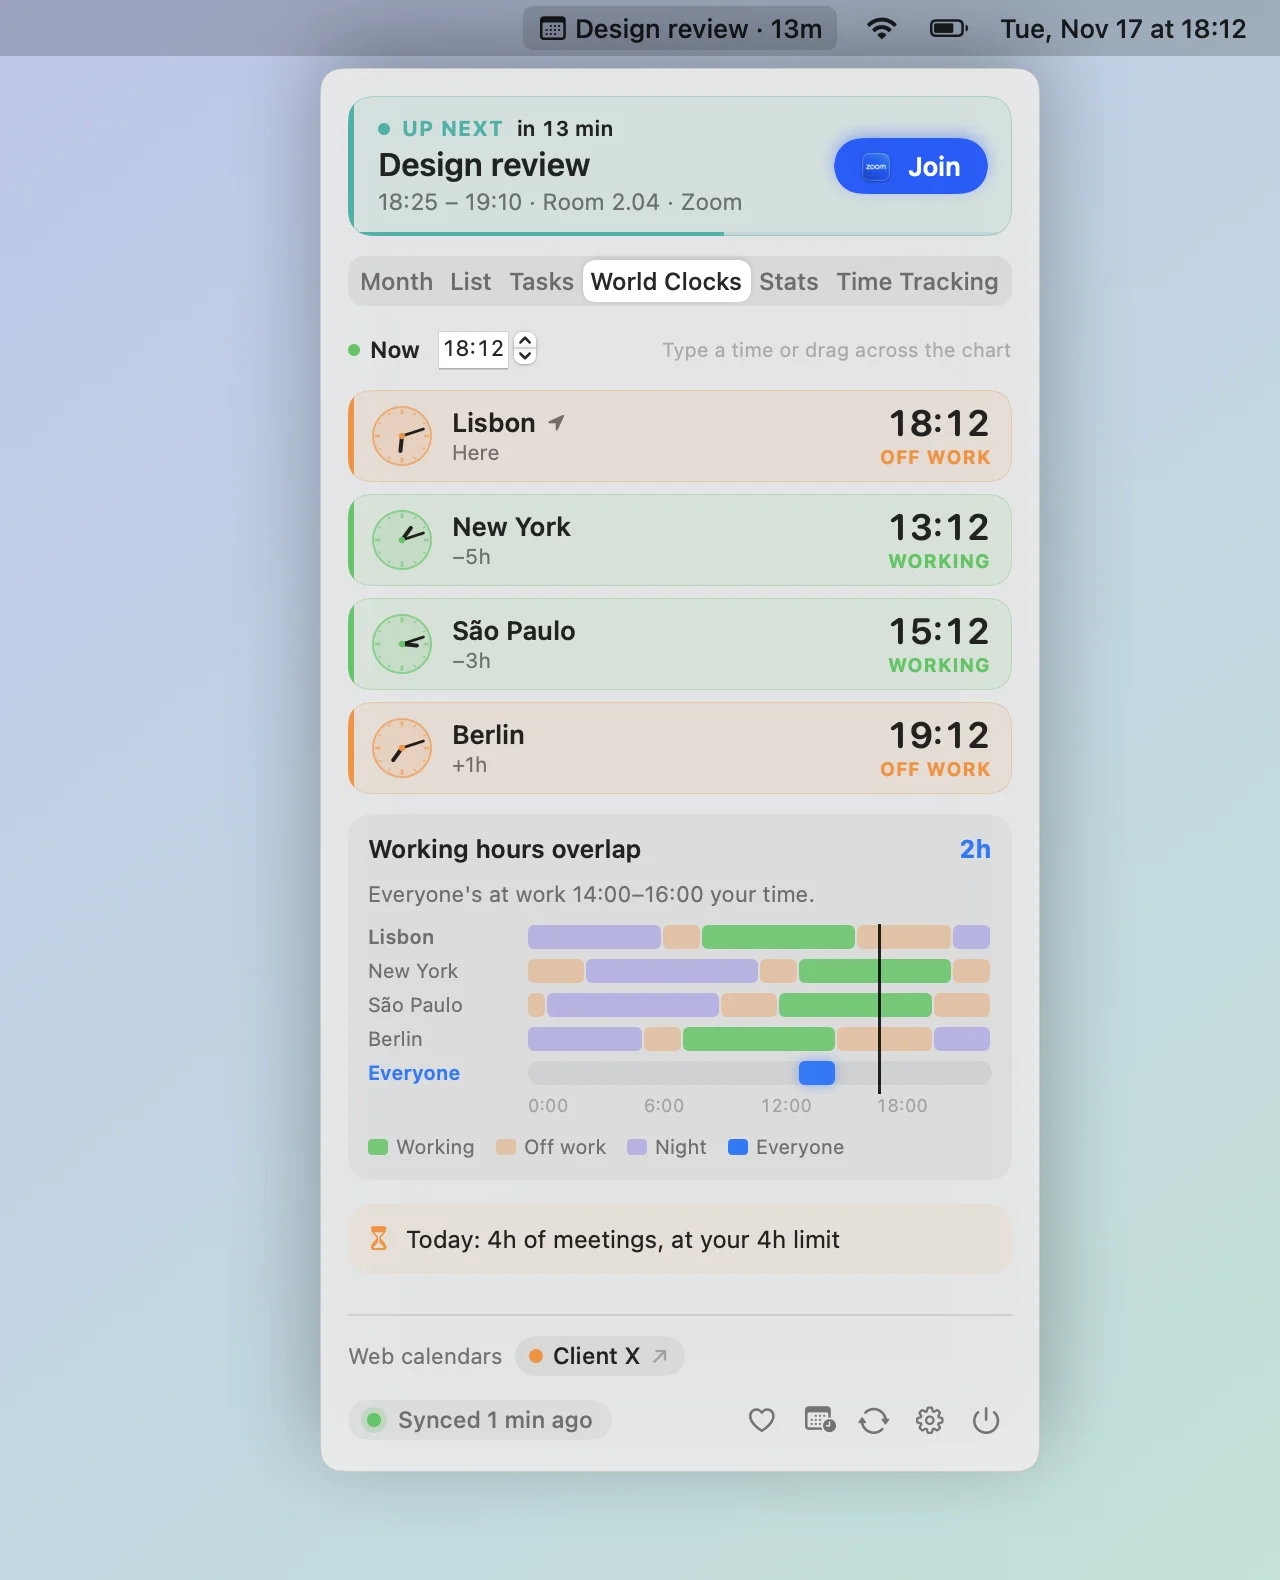 Design review · 13m
Tue, Nov 17 at 18:12
UP NEXT in 13 min
Design review
18:25 – 19:10 · Room 2.04 · Zoom
zoom
Join
Month List Tasks World Clocks Stats Time Tracking
Now 18:12
Type a time or drag across the chart
Lisbon
Here
18:12
OFF WORK
New York
−5h
13:12
WORKING
São Paulo
−3h
15:12
WORKING
Berlin
+1h
19:12
OFF WORK
Working hours overlap
2h
Everyone's at work 14:00–16:00 your time.
Lisbon
New York
São Paulo
Berlin
Everyone
0:00 6:00 12:00 18:00
Working Off work Night Everyone
Today: 4h of meetings, at your 4h limit
Web calendars Client X
Synced 1 min ago